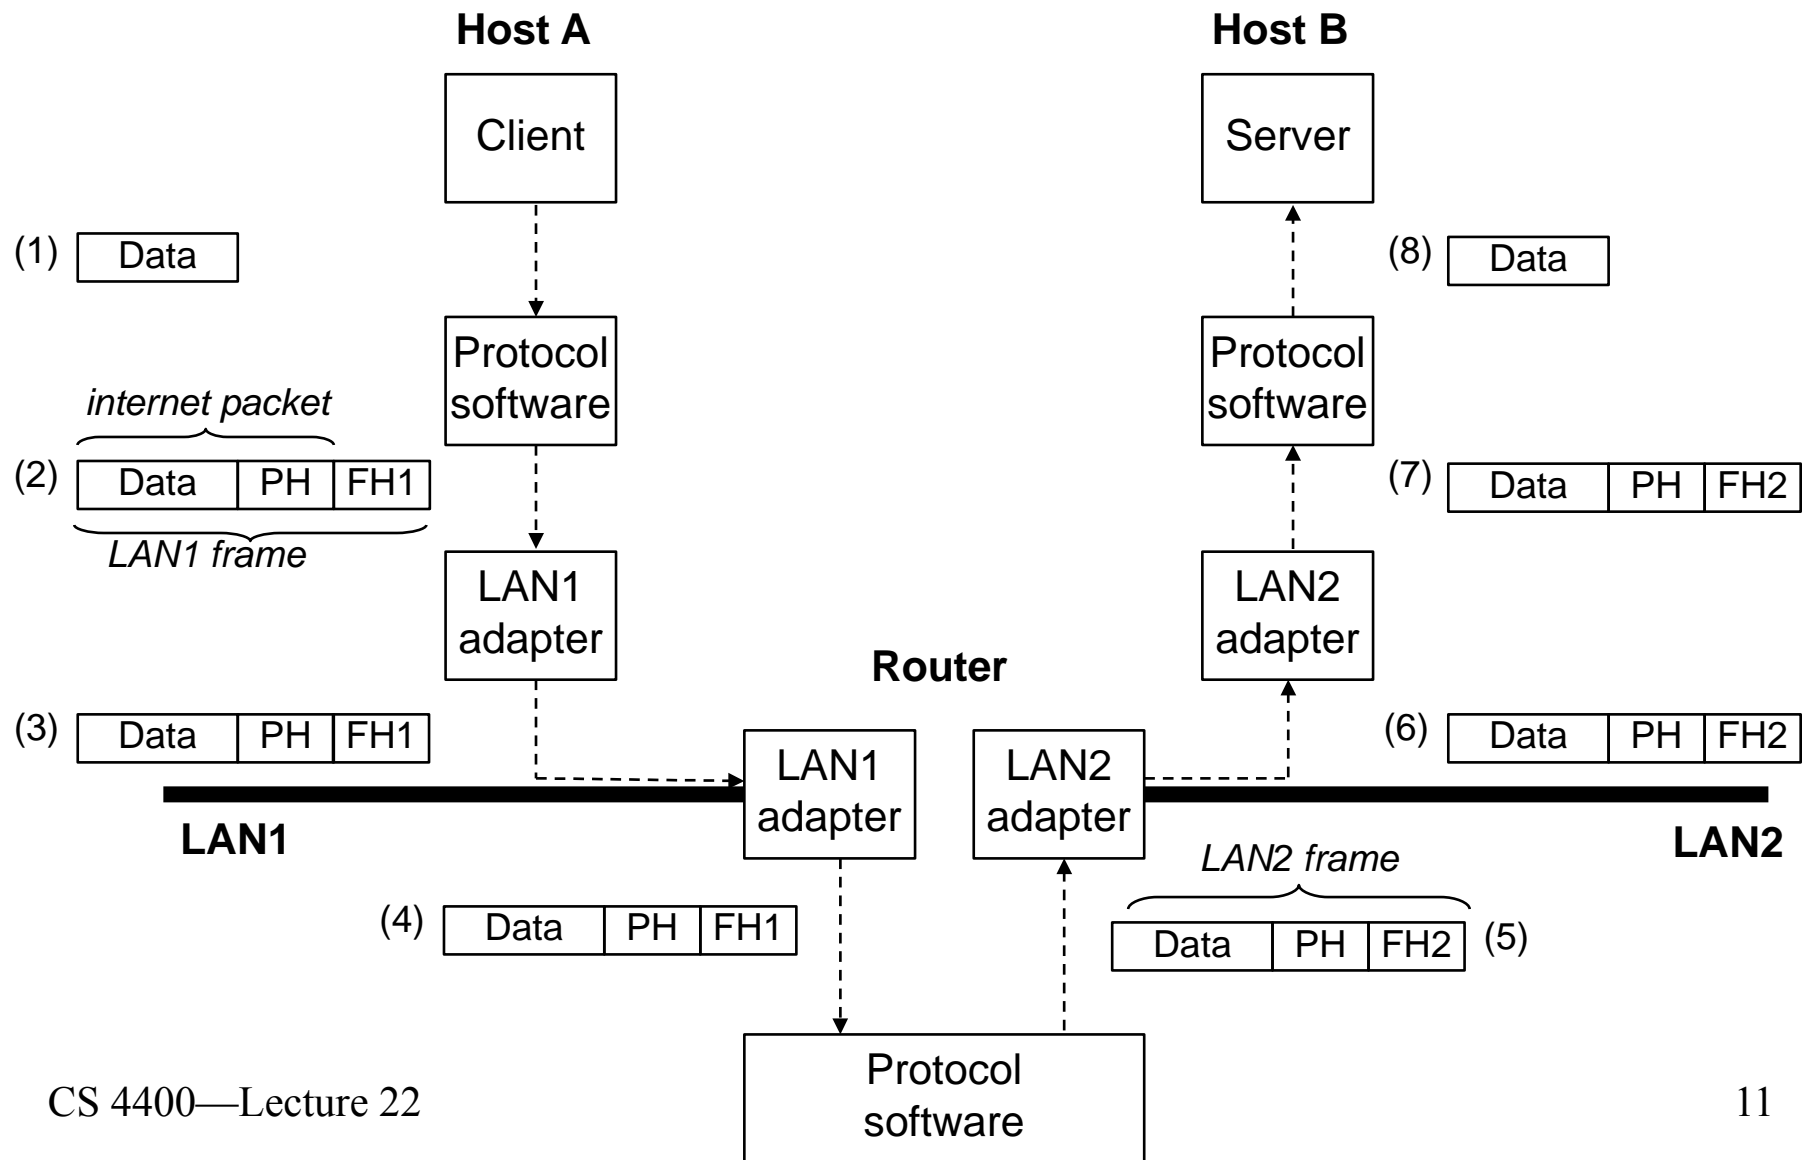 Host A
Host B
Client
Server
(1) Data
(8) Data
Protocol
software
Protocol
software
internet packet
(2) Data PH FH1
LAN1 frame
(7) Data PH FH2
LAN1
adapter
LAN2
adapter
Router
(3) Data PH FH1
(6) Data PH FH2
LAN1
adapter
LAN2
adapter
LAN1
LAN2
LAN2 frame
(4) Data PH FH1
Data PH FH2 (5)
Protocol
software
CS 4400—Lecture 22
11